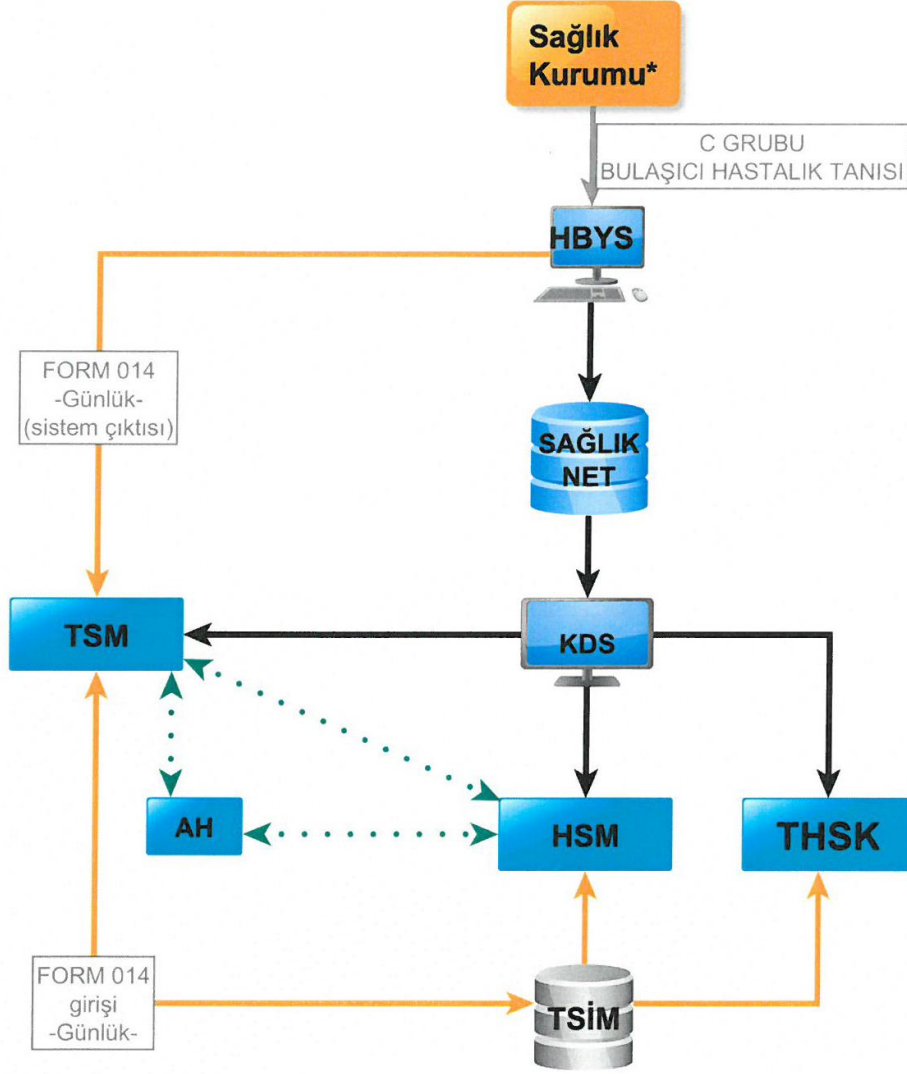 Sağlık
Kurumu*
C GRUBU
BULAŞICI HASTALIK TANISI
HBYS
FORM 014
-Günlük-
(sistem çıktısı)
SAĞLIK
NET
TSM
KDS
AH
HSM
THSK
FORM 014
girişi
-Günlük-
TSİM